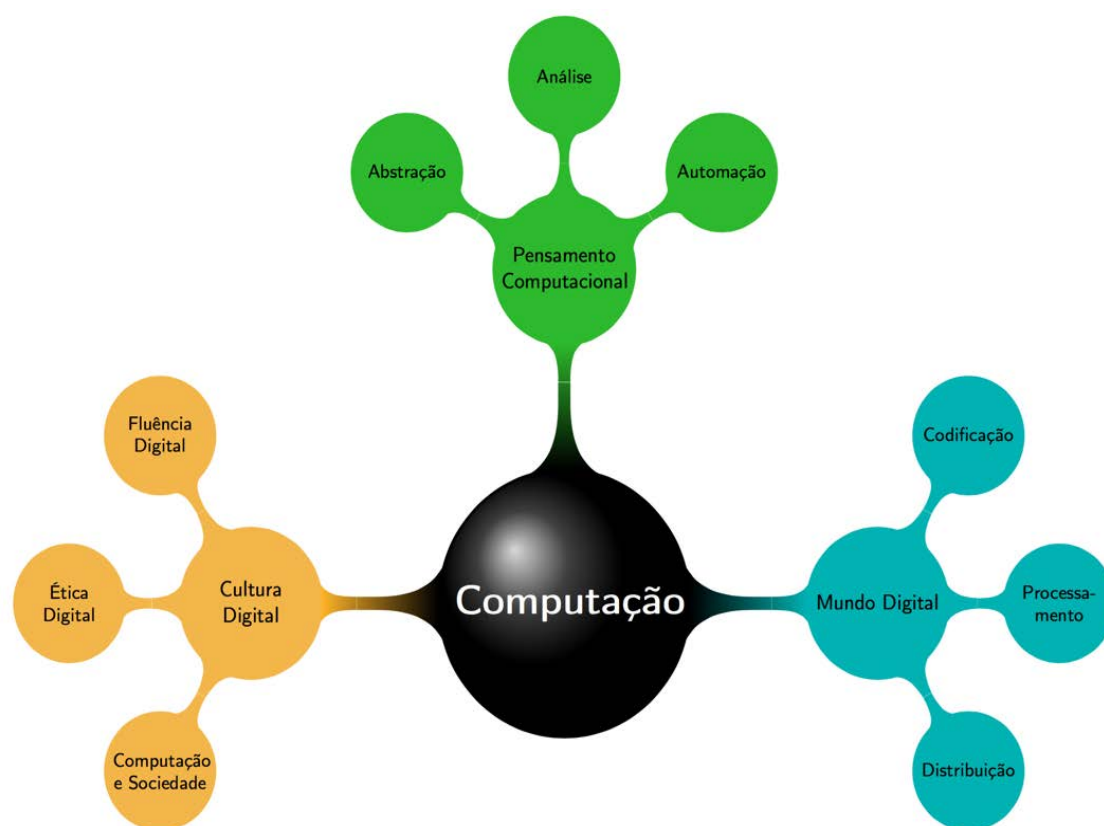 Análise
Abstração
Automação
Pensamento
Computacional
Fluência
Digital
Codificação
Ética
Digital
Cultura
Digital
Computação
Mundo Digital
Processa-
mento
Computação
e Sociedade
Distribuição